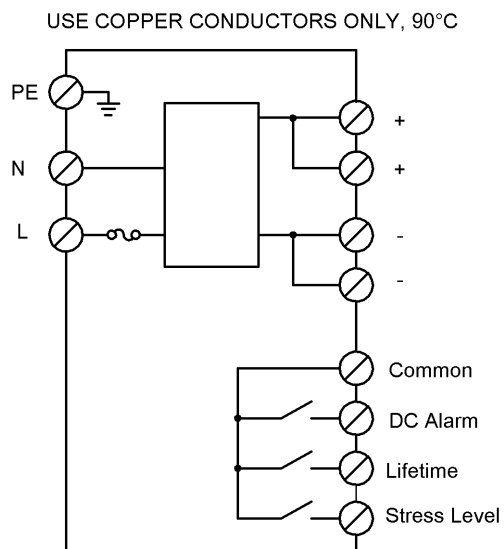 USE COPPER CONDUCTORS ONLY, 90°C
PE
+
N
+
L
-
-
Common
DC Alarm
Lifetime
Stress Level